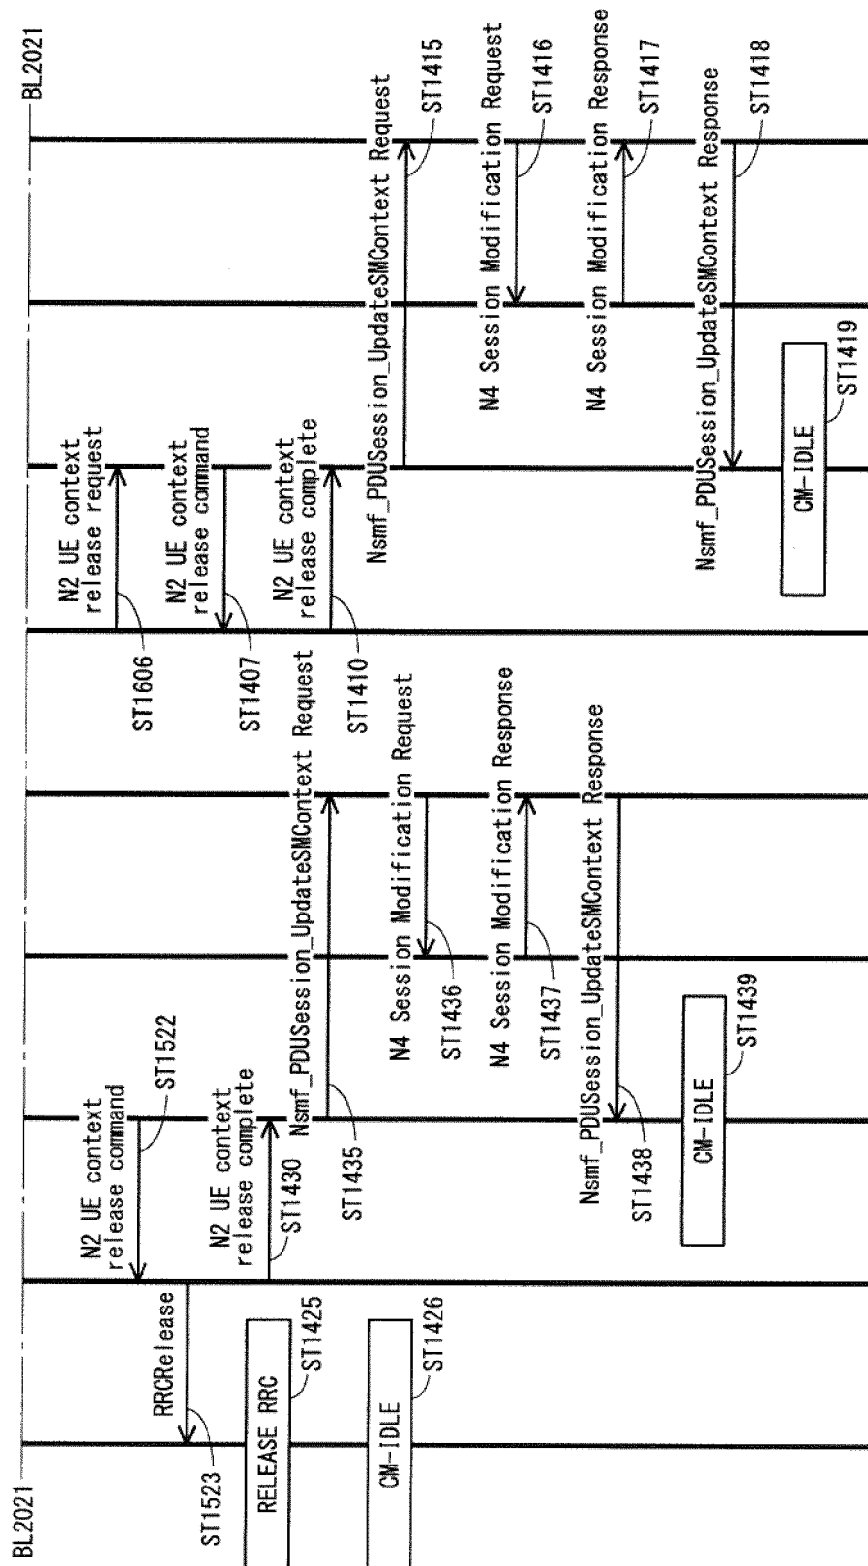 BL2021
BL2021
N2 UE context
release command
ST1522
RRCRelease
ST1523
N2 UE context
release complete
ST1430
RELEASE RRC
ST1425
CM-IDLE
ST1426
Nsmf_PDUSession_UpdateSMContext Request
ST1435
N4 Session Modification Request
ST1436
N4 Session Modification Response
ST1437
Nsmf_PDUSession_UpdateSMContext Response
ST1438
CM-IDLE
ST1439
N2 UE context
release request
ST1606
N2 UE context
release command
ST1407
N2 UE context
release complete
ST1410
Nsmf_PDUSession_UpdateSMContext Request
ST1415
N4 Session Modification Request
ST1416
N4 Session Modification Response
ST1417
Nsmf_PDUSession_UpdateSMContext Response
ST1418
CM-IDLE
ST1419